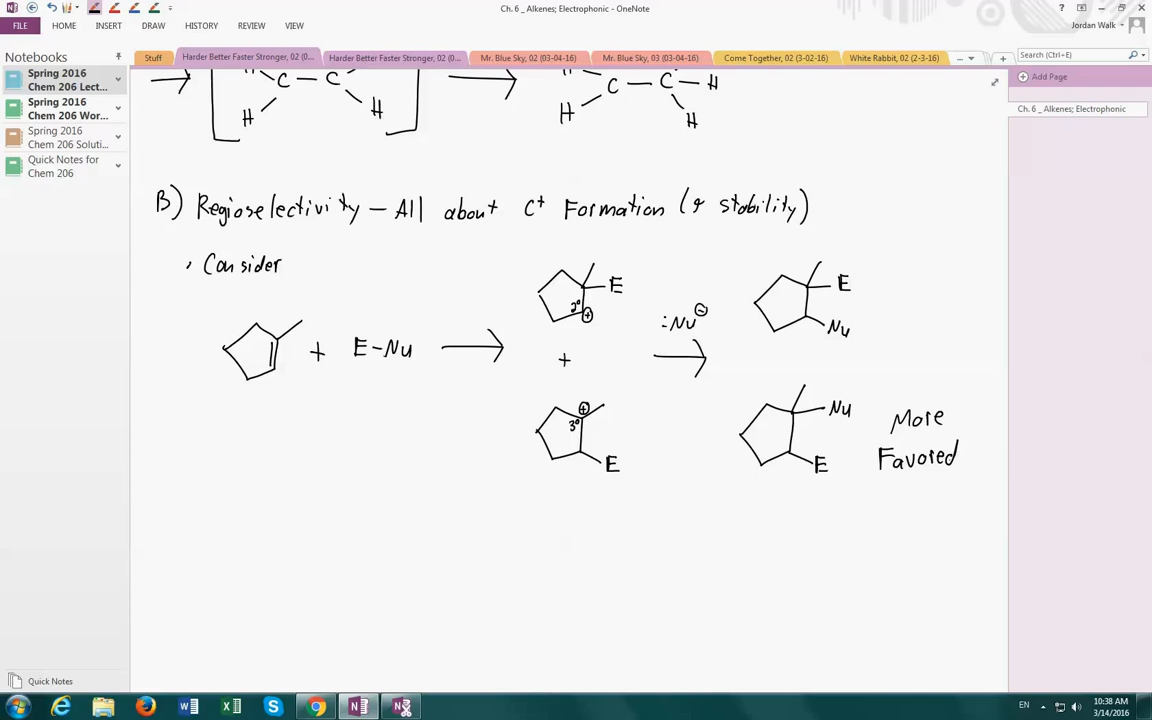 Ch. 6 _ Alkenes; Electrophonic - OneNote
FILE HOME INSERT DRAW HISTORY REVIEW VIEW
Jordan Walk
Notebooks
Stuff
Harder Better Faster Stronger, 02 (0...
Harder Better Faster Stronger, 02 (0...
Mr. Blue Sky, 02 (03-04-16)
Mr. Blue Sky, 03 (03-04-16)
Come Together, 02 (3-02-16)
White Rabbit, 02 (2-3-16)
Search (Ctrl+E)
Spring 2016
Chem 206 Lect...
Spring 2016
Chem 206 Wor...
Spring 2016
Chem 206 Soluti...
Quick Notes for
Chem 206
Add Page
Ch. 6 _ Alkenes; Electrophonic
C - C
H H
C - C - H
H H
B) Regioselectivity - All about C+ Formation (& stability)
• Consider
+ E-Nu
2° ⊕ E
+
⊕ 3° E
:Nu⊖
E
Nu
Nu
E
More
Favored
Quick Notes
EN
10:38 AM
3/14/2016